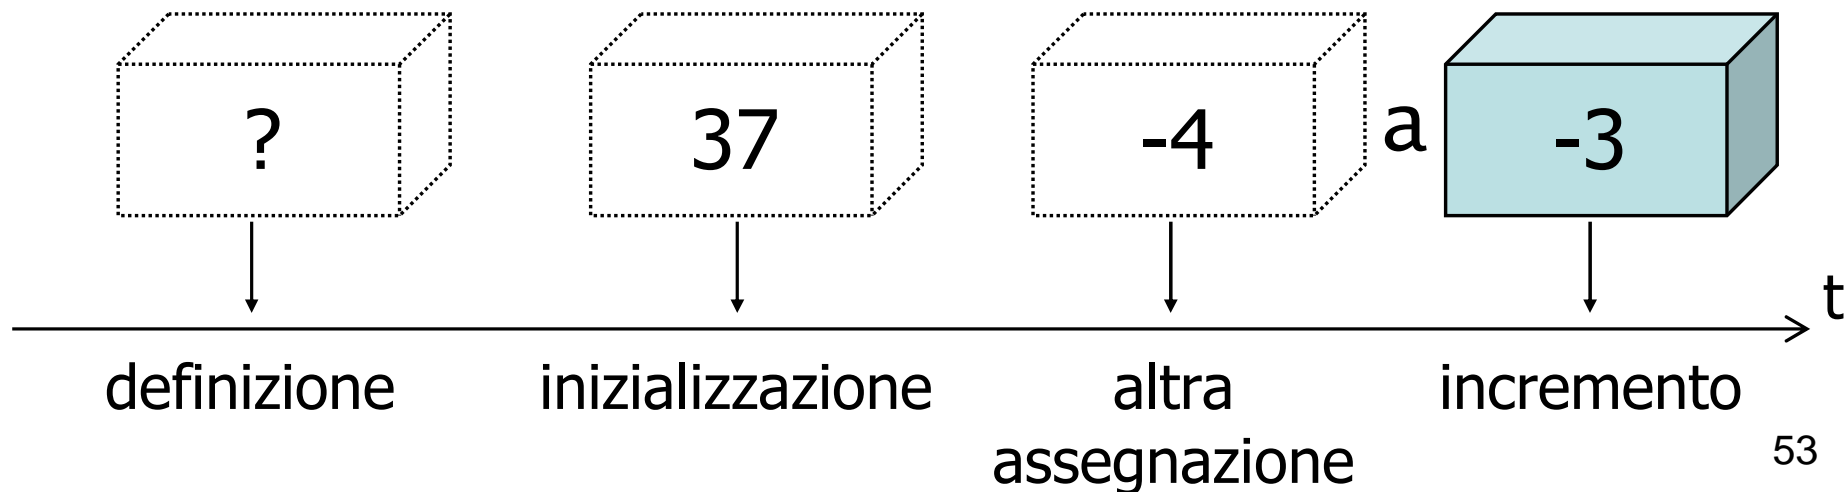 ? 37 -4 a -3
t
definizione inizializzazione altra incremento
assegnazione
53